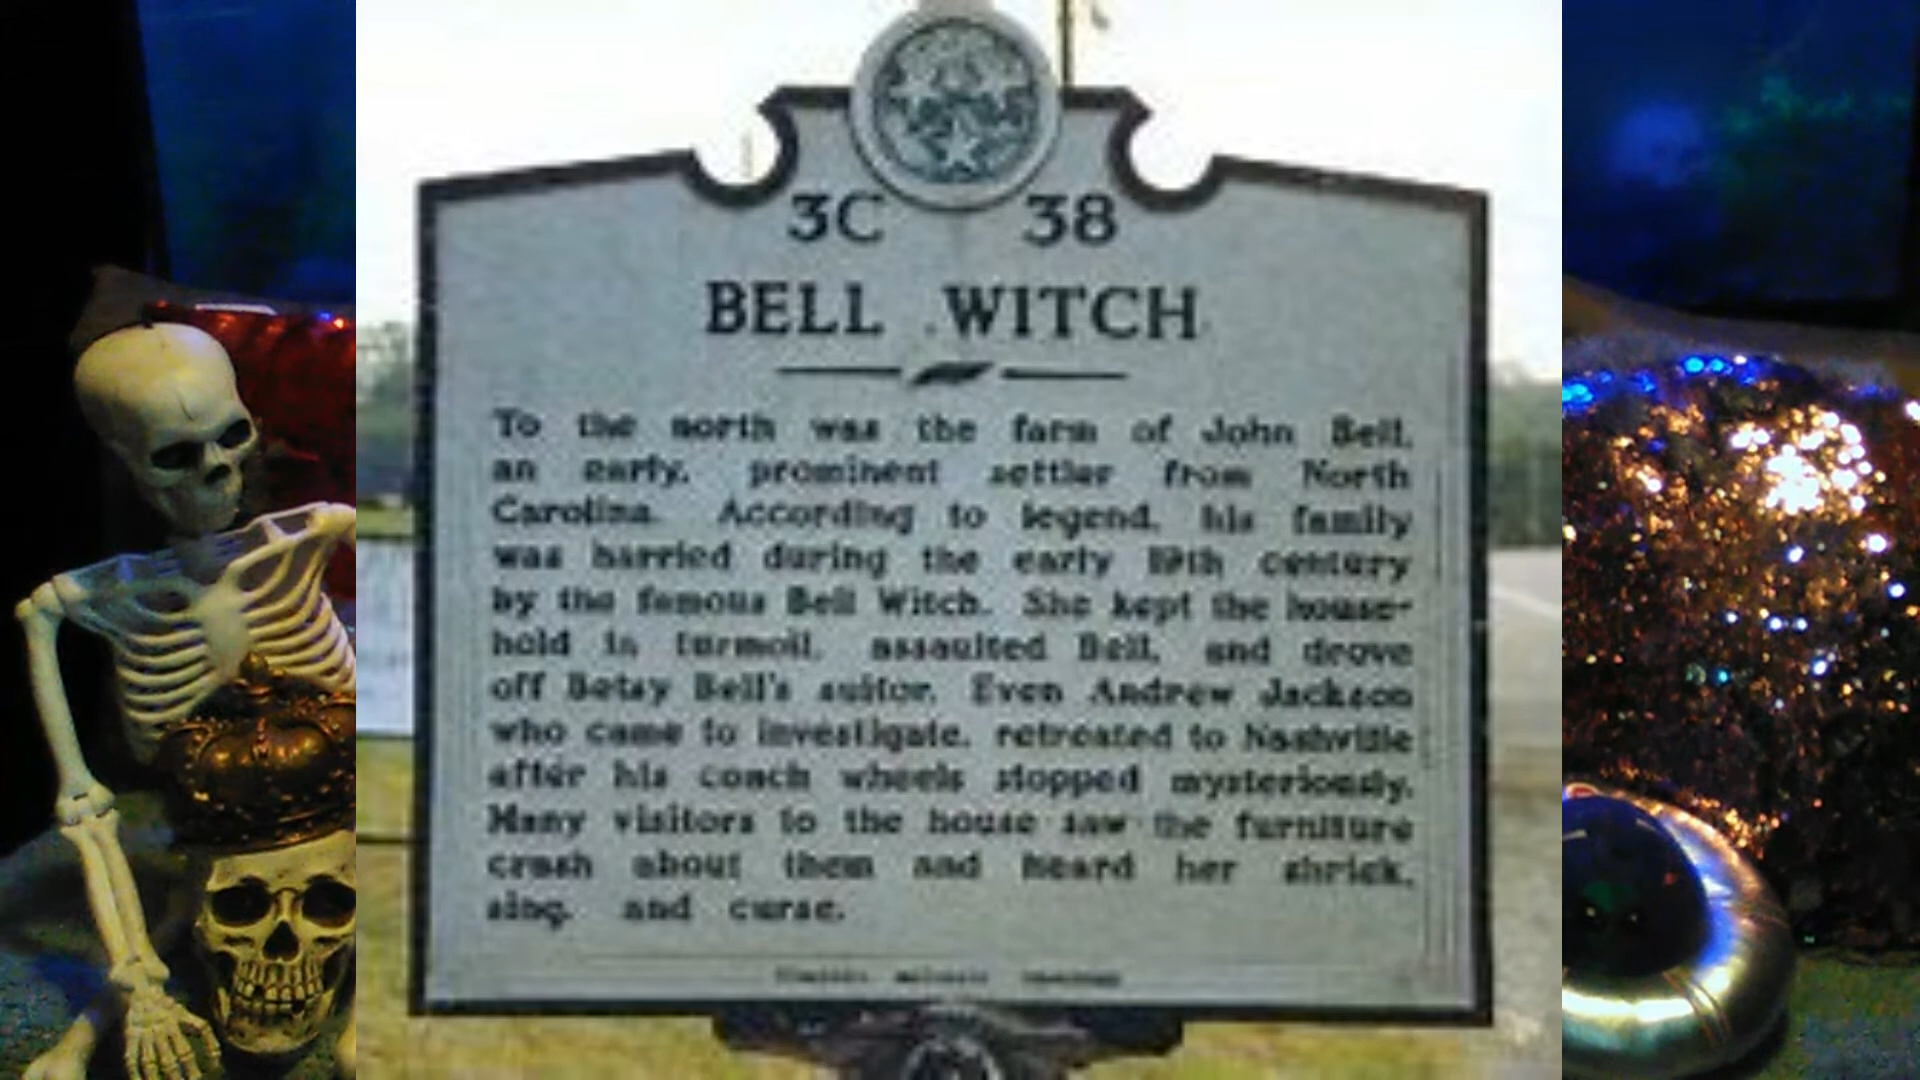 3C 38
BELL WITCH
To the north was the farm of John Bell,
an early, prominent settler from North
Carolina. According to legend, his family
was harried during the early 19th century
by the famous Bell Witch. She kept the house-
hold in turmoil, assaulted Bell, and drove
off Betsy Bell's suitor. Even Andrew Jackson
who came to investigate, retreated to Nashville
after his coach wheels stopped mysteriously.
Many visitors to the house saw the furniture
crash about them and heard her shriek,
sing, and curse.